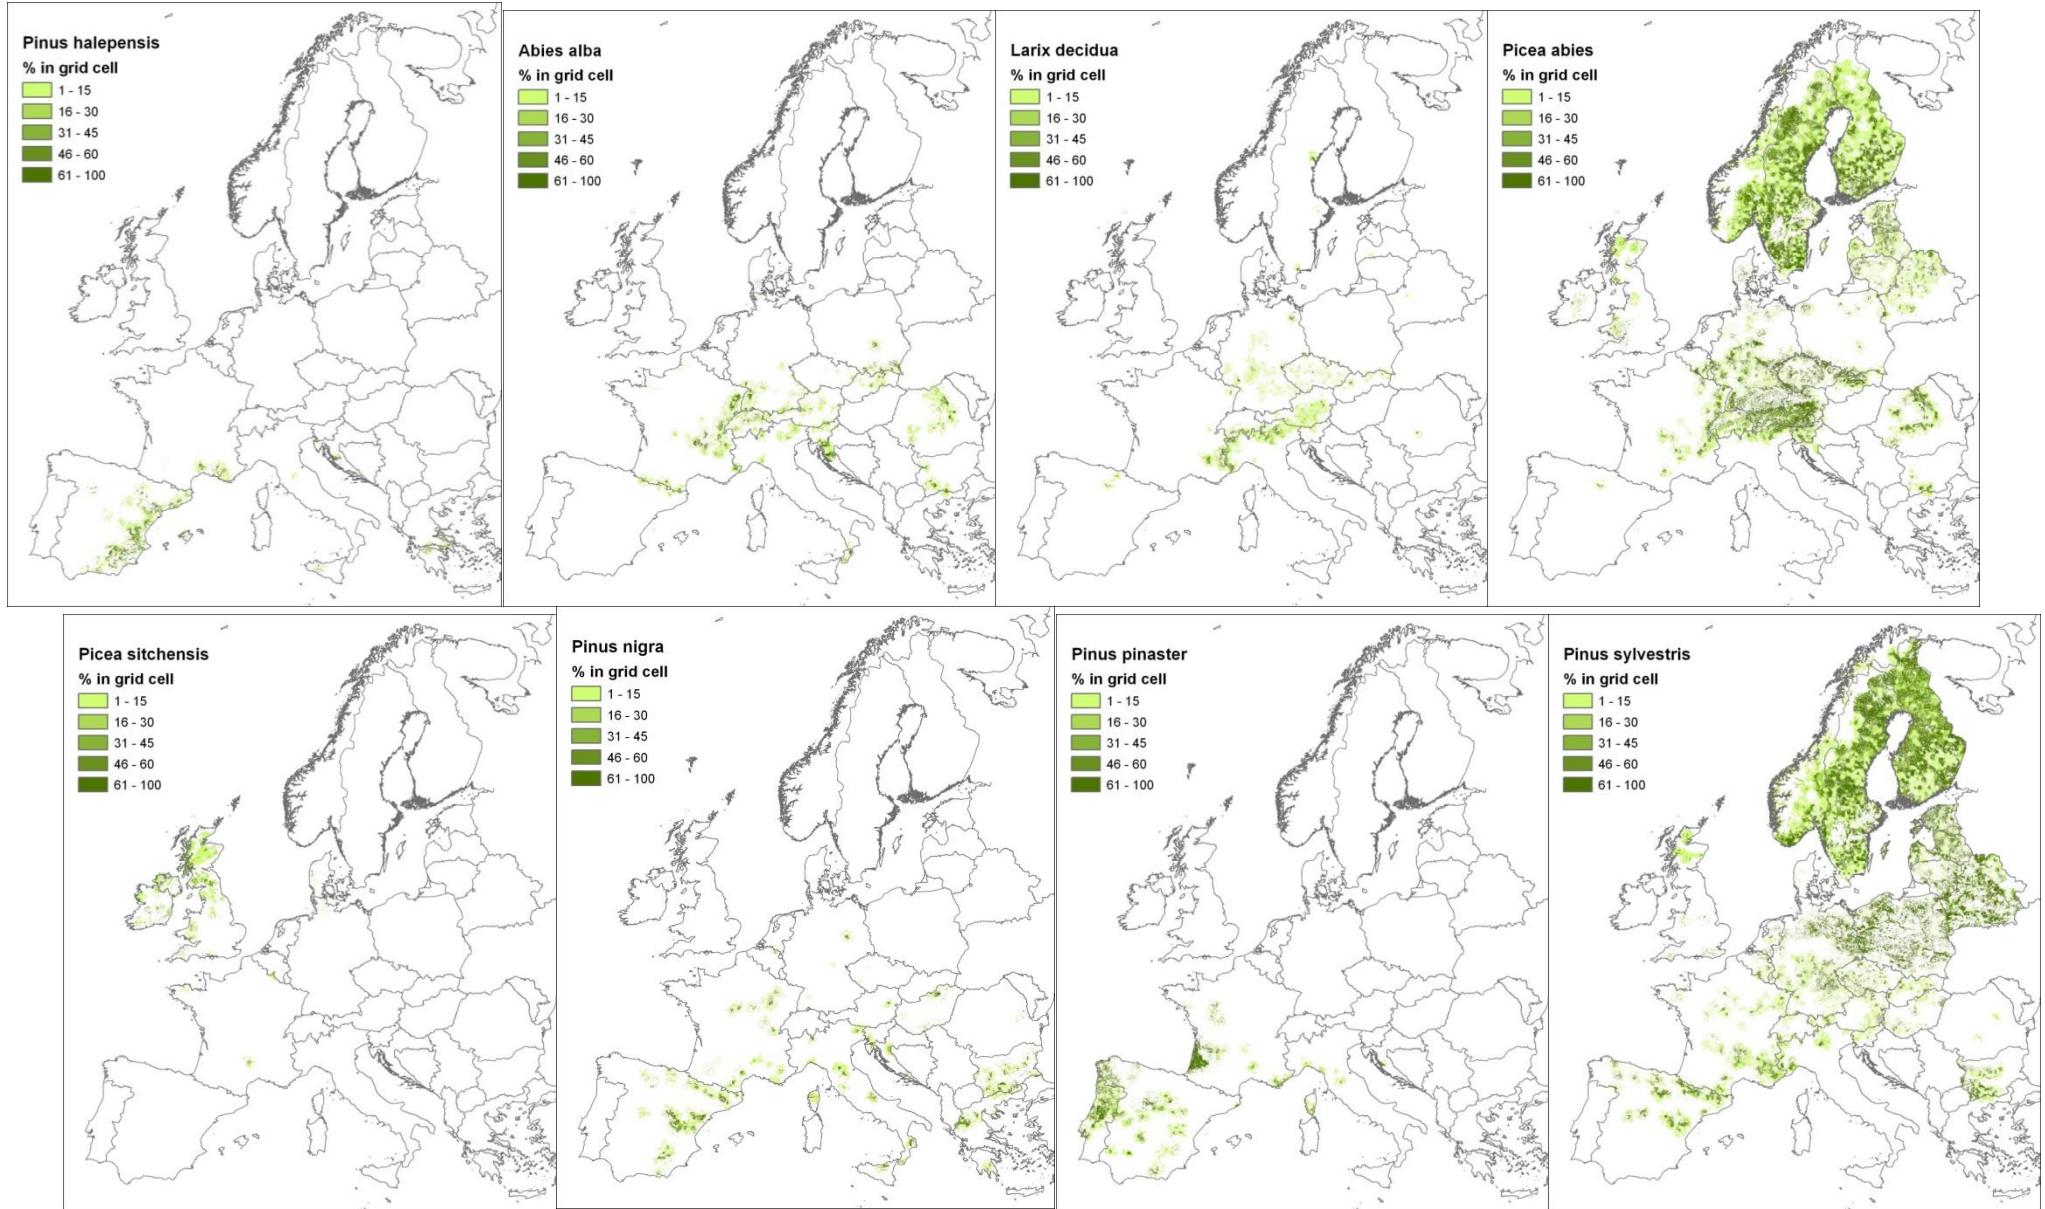 Pinus halepensis
% in grid cell
1 - 15
16 - 30
31 - 45
46 - 60
61 - 100
Abies alba
% in grid cell
1 - 15
16 - 30
31 - 45
46 - 60
61 - 100
Larix decidua
% in grid cell
1 - 15
16 - 30
31 - 45
46 - 60
61 - 100
Picea abies
% in grid cell
1 - 15
16 - 30
31 - 45
46 - 60
61 - 100
Picea sitchensis
% in grid cell
1 - 15
16 - 30
31 - 45
46 - 60
61 - 100
Pinus nigra
% in grid cell
1 - 15
16 - 30
31 - 45
46 - 60
61 - 100
Pinus pinaster
% in grid cell
1 - 15
16 - 30
31 - 45
46 - 60
61 - 100
Pinus sylvestris
% in grid cell
1 - 15
16 - 30
31 - 45
46 - 60
61 - 100